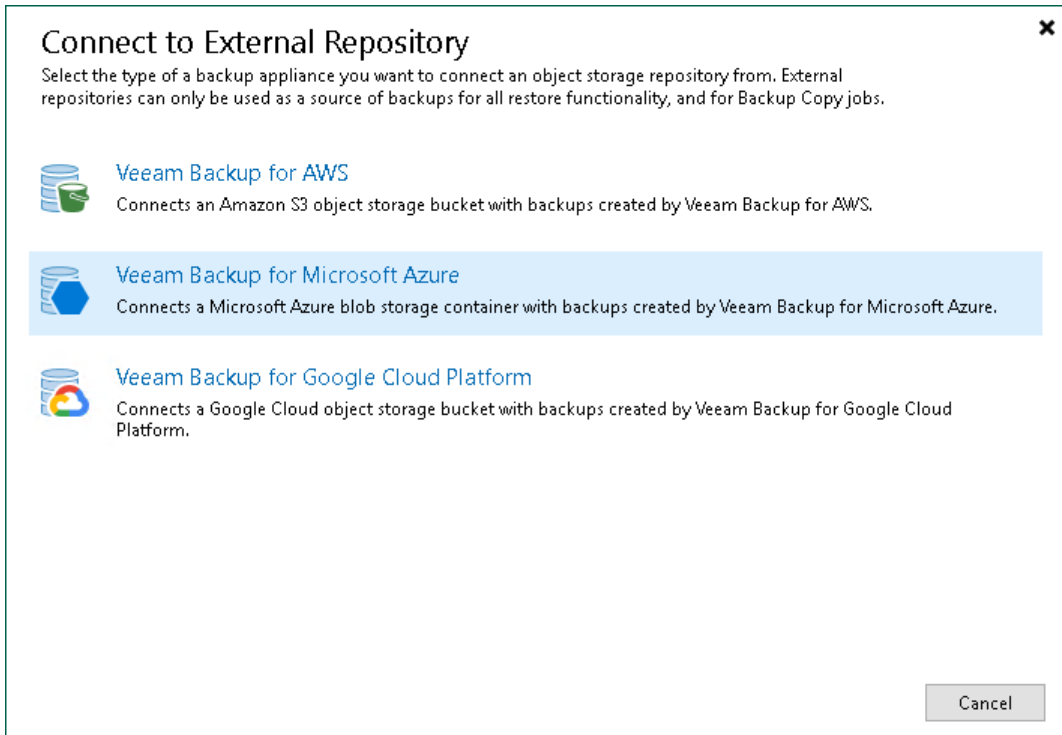 Connect to External Repository
Select the type of a backup appliance you want to connect an object storage repository from. External
repositories can only be used as a source of backups for all restore functionality, and for Backup Copy jobs.
Veeam Backup for AWS
Connects an Amazon S3 object storage bucket with backups created by Veeam Backup for AWS.
Veeam Backup for Microsoft Azure
Connects a Microsoft Azure blob storage container with backups created by Veeam Backup for Microsoft Azure.
Veeam Backup for Google Cloud Platform
Connects a Google Cloud object storage bucket with backups created by Veeam Backup for Google Cloud
Platform.
Cancel